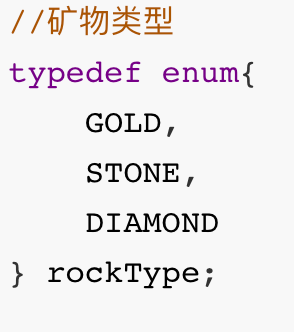 //矿物类型
typedef enum{
    GOLD,
    STONE,
    DIAMOND
} rockType;